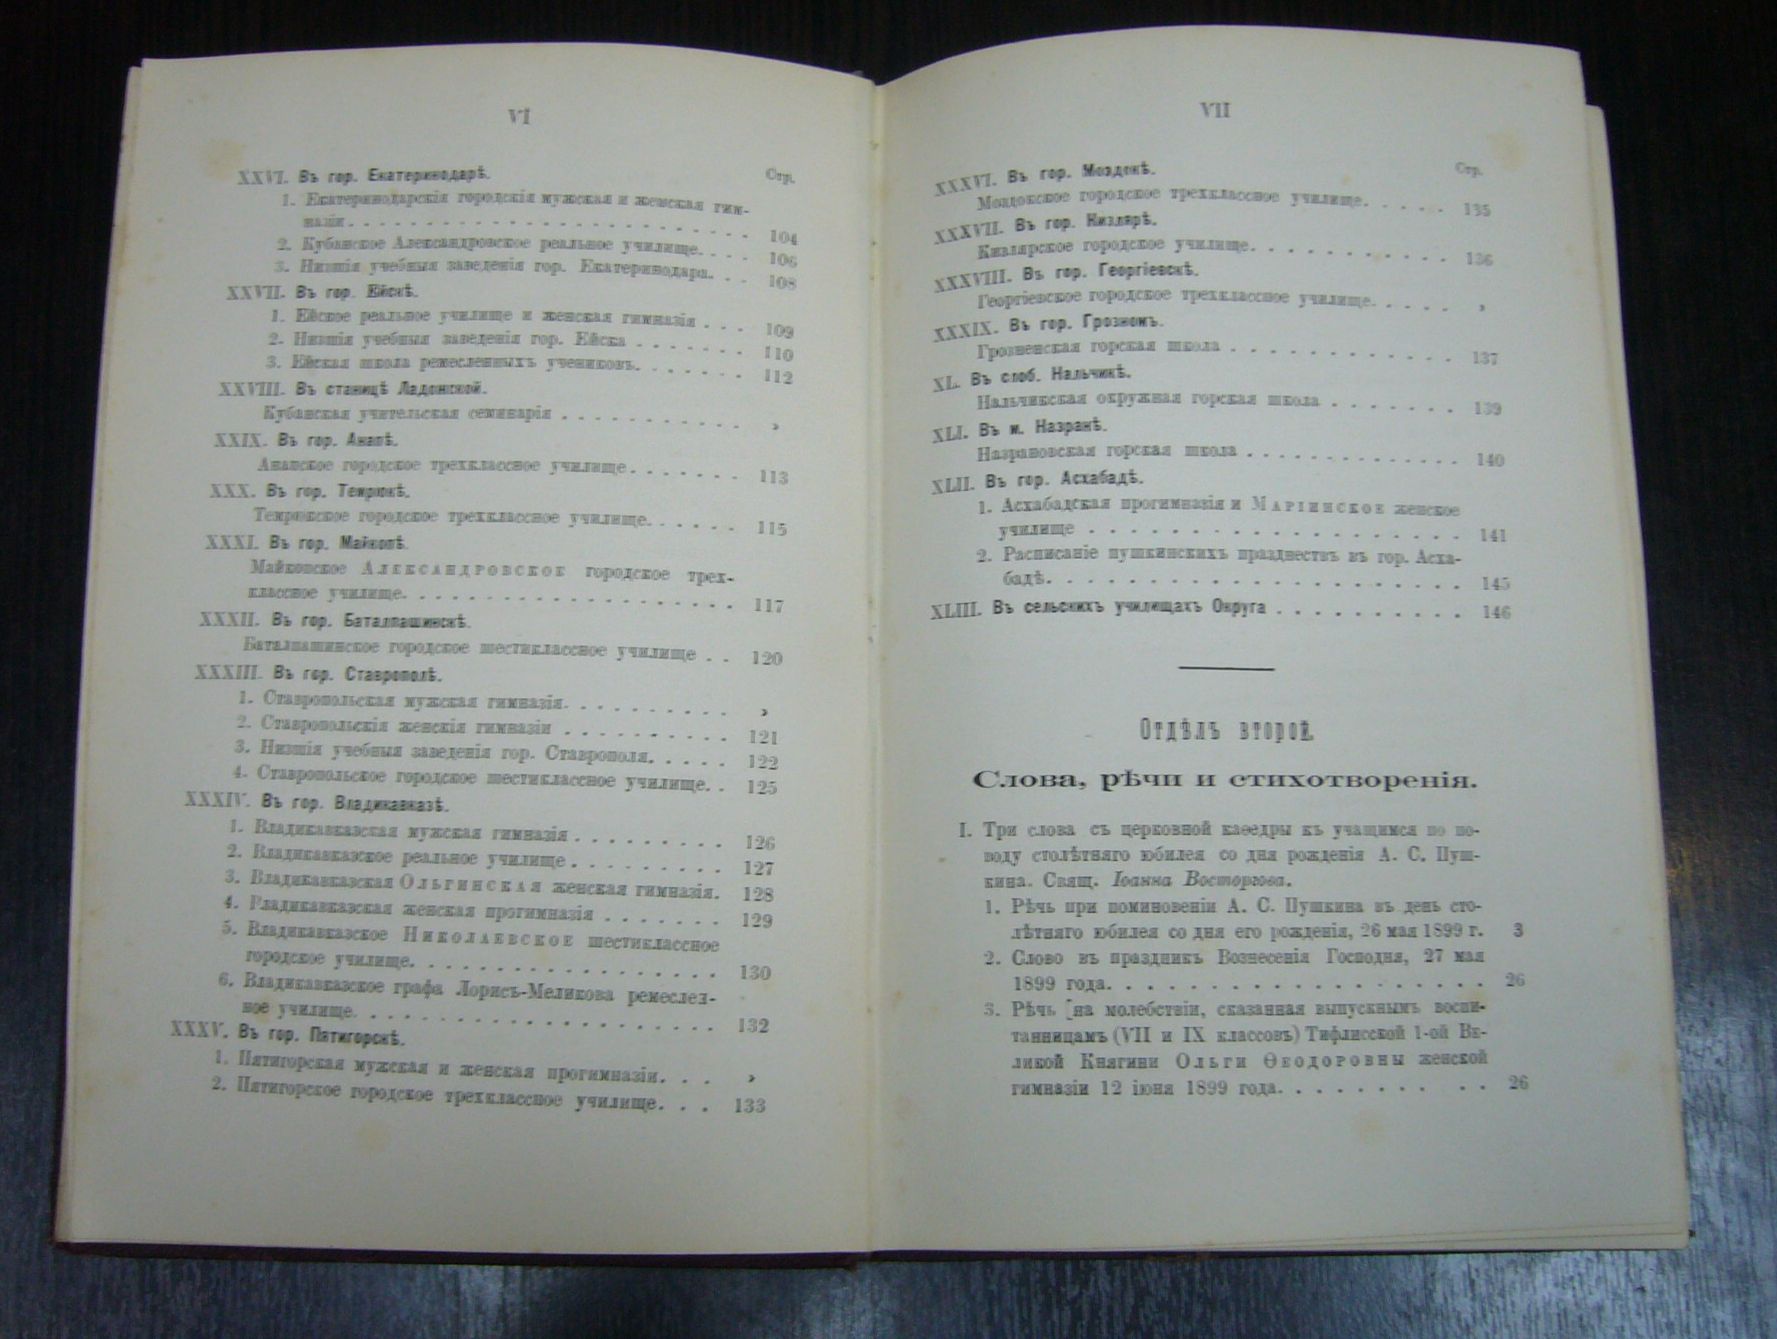 VI
Стр.
XXVI. Въ гор. Екатеринодарѣ.
1. Екатеринодарскія городскія мужская и женская гим-
назіи. . . . . . . . . . . . . . . . . . . 104
2. Кубанское Александровское реальное училище. . . . 106
3. Низшія учебныя заведенія гор. Екатеринодара. . . 108
XXVII. Въ гор. Ейскѣ.
1. Ейское реальное училище и женская гимназія . . . 109
2. Низшія учебныя заведенія гор. Ейска . . . . . . . 110
3. Ейская школа ремесленныхъ учениковъ. . . . . . . 112
XXVIII. Въ станицѣ Ладожской.
Кубанская учительская семинарія . . . . . . . . . . . »
XXIX. Въ гор. Анапѣ.
Анапское городское трехклассное училище . . . . . . . 113
XXX. Въ гор. Темрюкѣ.
Темрюкское городское трехклассное училище. . . . . . 115
XXXI. Въ гор. Майкопѣ.
Майкопское Александровское городское трех-
классное училище. . . . . . . . . . . . . . . . . 117
XXXII. Въ гор. Баталпашинскѣ.
Баталпашинское городское шестиклассное училище . . 120
XXXIII. Въ гор. Ставрополѣ.
1. Ставропольская мужская гимназія. . . . . . . . . »
2. Ставропольскія женскія гимназіи . . . . . . . . . 121
3. Низшія учебныя заведенія гор. Ставрополя. . . . . 122
4. Ставропольское городское шестиклассное училище. . 125
XXXIV. Въ гор. Владикавказѣ.
1. Владикавказская мужская гимназія . . . . . . . . . 126
2. Владикавказское реальное училище . . . . . . . . . 127
3. Владикавказская Ольгинская женская гимназія. 128
4. Владикавказская женская прогимназія . . . . . . . 129
5. Владикавказское Николаевское шестиклассное
городское училище. . . . . . . . . . . . . . . . . 130
6. Владикавказское графа Лорисъ-Меликова ремеслен-
ное училище. . . . . . . . . . . . . . . . . . . . 132
XXXV. Въ гор. Пятигорскѣ.
1. Пятигорская мужская и женская прогимназіи. . . »
2. Пятигорское городское трехклассное училище. . . 133
VII
Стр.
XXXVI. Въ гор. Моздокѣ.
Моздокское городское трехклассное училище. . . . . 135
XXXVII. Въ гор. Кизлярѣ.
Кизлярское городское училище. . . . . . . . . . . 136
XXXVIII. Въ гор. Георгіевскѣ.
Георгіевское городское трехклассное училище. . . . . »
XXXIX. Въ гор. Грозномъ.
Грозненская горская школа . . . . . . . . . . . . 137
XL. Въ слоб. Нальчикѣ.
Нальчикская окружная горская школа . . . . . . . 139
XLI. Въ м. Назранѣ.
Назрановская горская школа . . . . . . . . . . . . 140
XLII. Въ гор. Асхабадѣ.
1. Асхабадская прогимназія и Маріинское женское
училище . . . . . . . . . . . . . . . . . . . 141
2. Расписаніе пушкинскихъ празднествъ въ гор. Асха-
бадѣ. . . . . . . . . . . . . . . . . . . . . 145
XLIII. Въ сельскихъ училищахъ Округа . . . . . . . . . . 146
Отдѣлъ второй.
Слова, рѣчи и стихотворенія.
I. Три слова съ церковной каѳедры къ учащимся по по-
воду столѣтняго юбилея со дня рожденія А. С. Пуш-
кина. Свящ. Іоанна Восторгова.
1. Рѣчь при поминовеніи А. С. Пушкина въ день сто-
лѣтняго юбилея со дня его рожденія, 26 мая 1899 г. 3
2. Слово въ праздникъ Вознесенія Господня, 27 мая
1899 года. . . . . . . . . . . . . . . . . . . 26
3. Рѣчь [на молебствіи, сказанная выпускнымъ воспи-
танницамъ (VII и IX классовъ) Тифлисской 1-ой Ве-
ликой Княгини Ольги Ѳеодоровны женской
гимназіи 12 іюня 1899 года. . . . . . . . . . 26